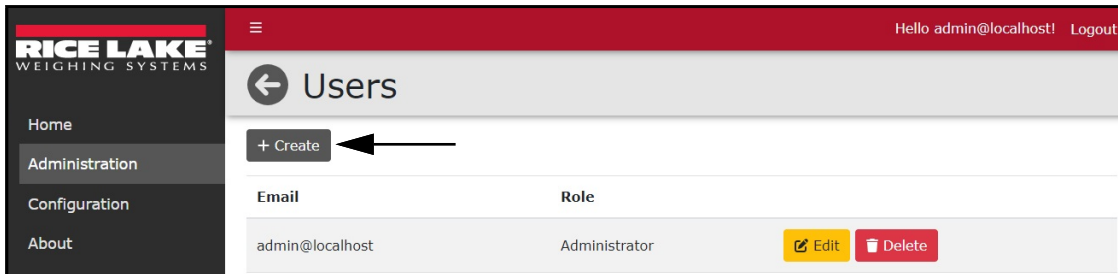 RICE LAKE®
WEIGHING SYSTEMS
Home
Administration
Configuration
About
Hello admin@localhost! Logout
Users
+ Create
Email Role
admin@localhost Administrator Edit Delete